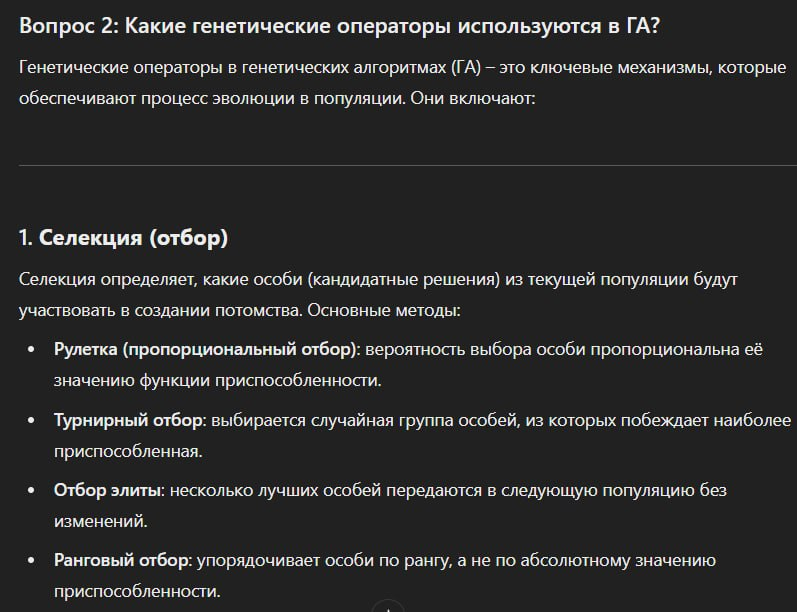 Вопрос 2: Какие генетические операторы используются в ГА?
Генетические операторы в генетических алгоритмах (ГА) – это ключевые механизмы, которые
обеспечивают процесс эволюции в популяции. Они включают:
1. Селекция (отбор)
Селекция определяет, какие особи (кандидатные решения) из текущей популяции будут
участвовать в создании потомства. Основные методы:
• Рулетка (пропорциональный отбор): вероятность выбора особи пропорциональна её
значению функции приспособленности.
• Турнирный отбор: выбирается случайная группа особей, из которых побеждает наиболее
приспособленная.
• Отбор элиты: несколько лучших особей передаются в следующую популяцию без
изменений.
• Ранговый отбор: упорядочивает особи по рангу, а не по абсолютному значению
приспособленности.